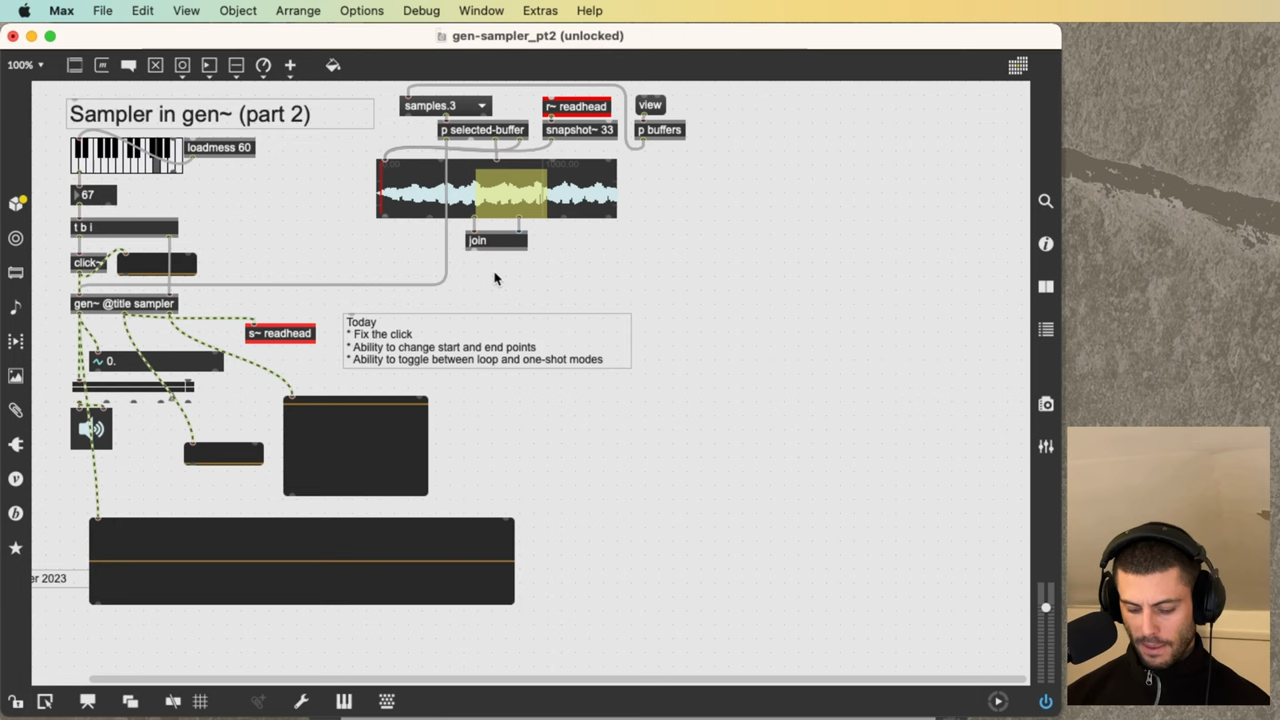 Max File Edit View Object Arrange Options Debug Window Extras Help
gen-sampler_pt2 (unlocked)
100%
Sampler in gen~ (part 2)
samples.3
r~ readhead
view
p selected-buffer
snapshot~ 33
p buffers
loadmess 60
1000.00
67
t b i
join
click~
gen~ @title sampler
s~ readhead
Today
* Fix the click
* Ability to change start and end points
* Ability to toggle between loop and one-shot modes
0.
er 2023